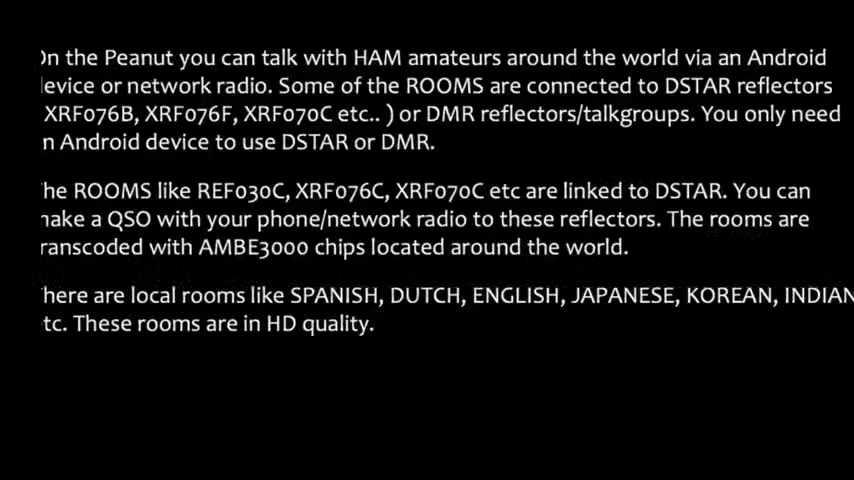 On the Peanut you can talk with HAM amateurs around the world via an Android
evice or network radio. Some of the ROOMS are connected to DSTAR reflectors
XRF076B, XRF076F, XRF070C etc.. ) or DMR reflectors/talkgroups. You only need
n Android device to use DSTAR or DMR.
he ROOMS like REF030C, XRF076C, XRF070C etc are linked to DSTAR. You can
ake a QSO with your phone/network radio to these reflectors. The rooms are
ranscoded with AMBE3000 chips located around the world.
here are local rooms like SPANISH, DUTCH, ENGLISH, JAPANESE, KOREAN, INDIAN
tc. These rooms are in HD quality.